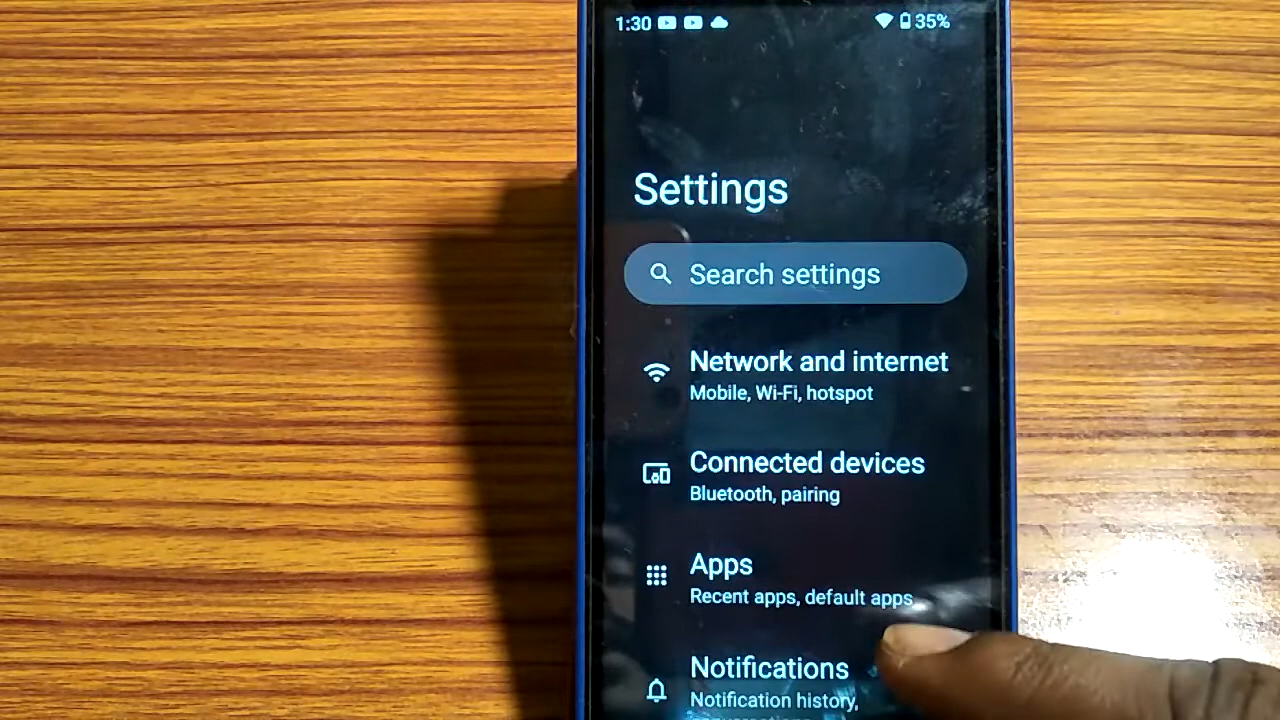 1:30 35%
Settings
Search settings
Network and internet
Mobile, Wi-Fi, hotspot
Connected devices
Bluetooth, pairing
Apps
Recent apps, default apps
Notifications
Notification history,